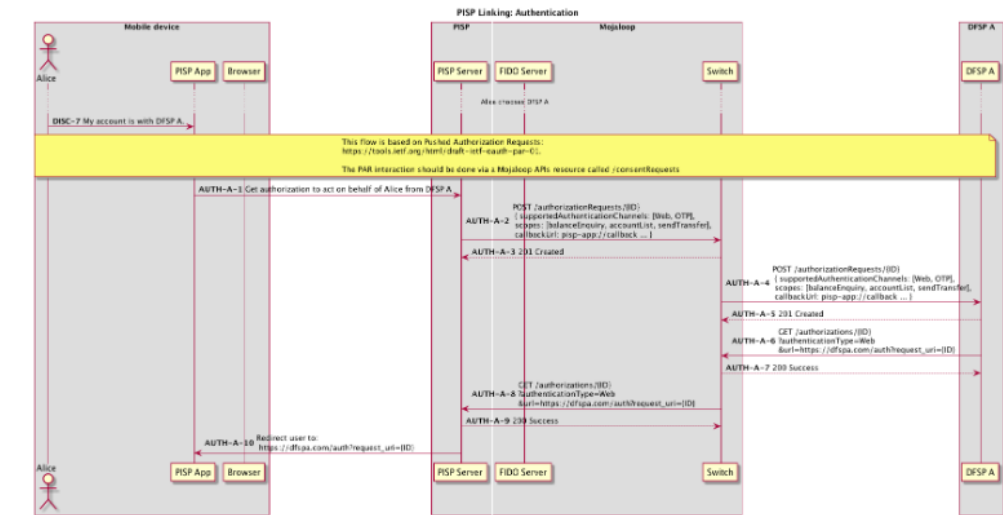 PISP Linking: Authentication
Mobile device
PISP
Mojaloop
DFSP A
Alice
PISP App
Browser
PISP Server
FIDO Server
Switch
DFSP A
Alice chooses DFSP A
DISC-7 My account is with DFSP A.
This flow is based on Pushed Authorization Requests:
https://tools.ietf.org/html/draft-ietf-oauth-par-01.
The PAR interaction should be done via a Mojaloop APIs resource called /consentRequests
AUTH-A-1 Get authorization to act on behalf of Alice from DFSP A
POST /authorizationRequests/{ID}
AUTH-A-2 { supportedAuthenticationChannels: [Web, OTP],
scopes: [balanceEnquiry, accountList, sendTransfer],
callbackUrl: pisp-app://callback ... }
AUTH-A-3 201 Created
POST /authorizationRequests/{ID}
AUTH-A-4 { supportedAuthenticationChannels: [Web, OTP],
scopes: [balanceEnquiry, accountList, sendTransfer],
callbackUrl: pisp-app://callback ... }
AUTH-A-5 201 Created
GET /authorizations/{ID}
AUTH-A-6 ?authenticationType=Web
&url=https://dfspa.com/auth?request_uri={ID}
AUTH-A-7 200 Success
GET /authorizations/{ID}
AUTH-A-8 ?authenticationType=Web
&url=https://dfspa.com/auth?request_uri={ID}
AUTH-A-9 200 Success
AUTH-A-10 Redirect user to:
https://dfspa.com/auth?request_uri={ID}
Alice
PISP App
Browser
PISP Server
FIDO Server
Switch
DFSP A